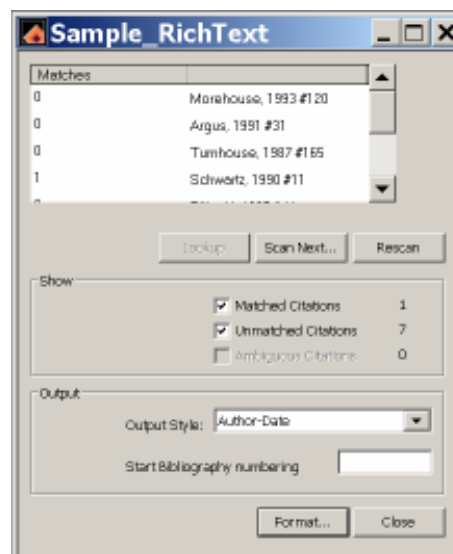 Sample_RichText
Matches
0 Morehouse, 1993 #120
0 Argus, 1991 #31
0 Turnhouse, 1987 #165
1 Schwartz, 1990 #11
Lookup Scan Next... Rescan
Show
Matched Citations 1
Unmatched Citations 7
Ambiguous Citations 0
Output
Output Style: Author-Date
Start Bibliography numbering
Format... Close